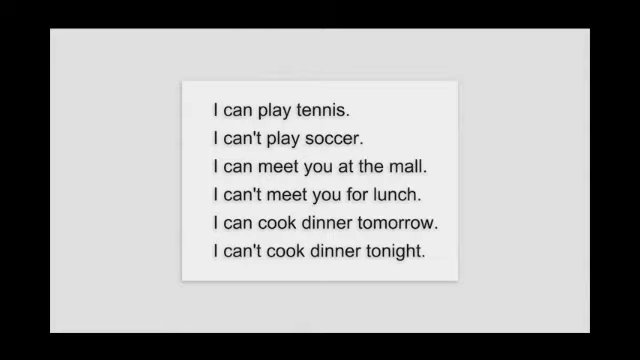 I can play tennis.
I can't play soccer.
I can meet you at the mall.
I can't meet you for lunch.
I can cook dinner tomorrow.
I can't cook dinner tonight.